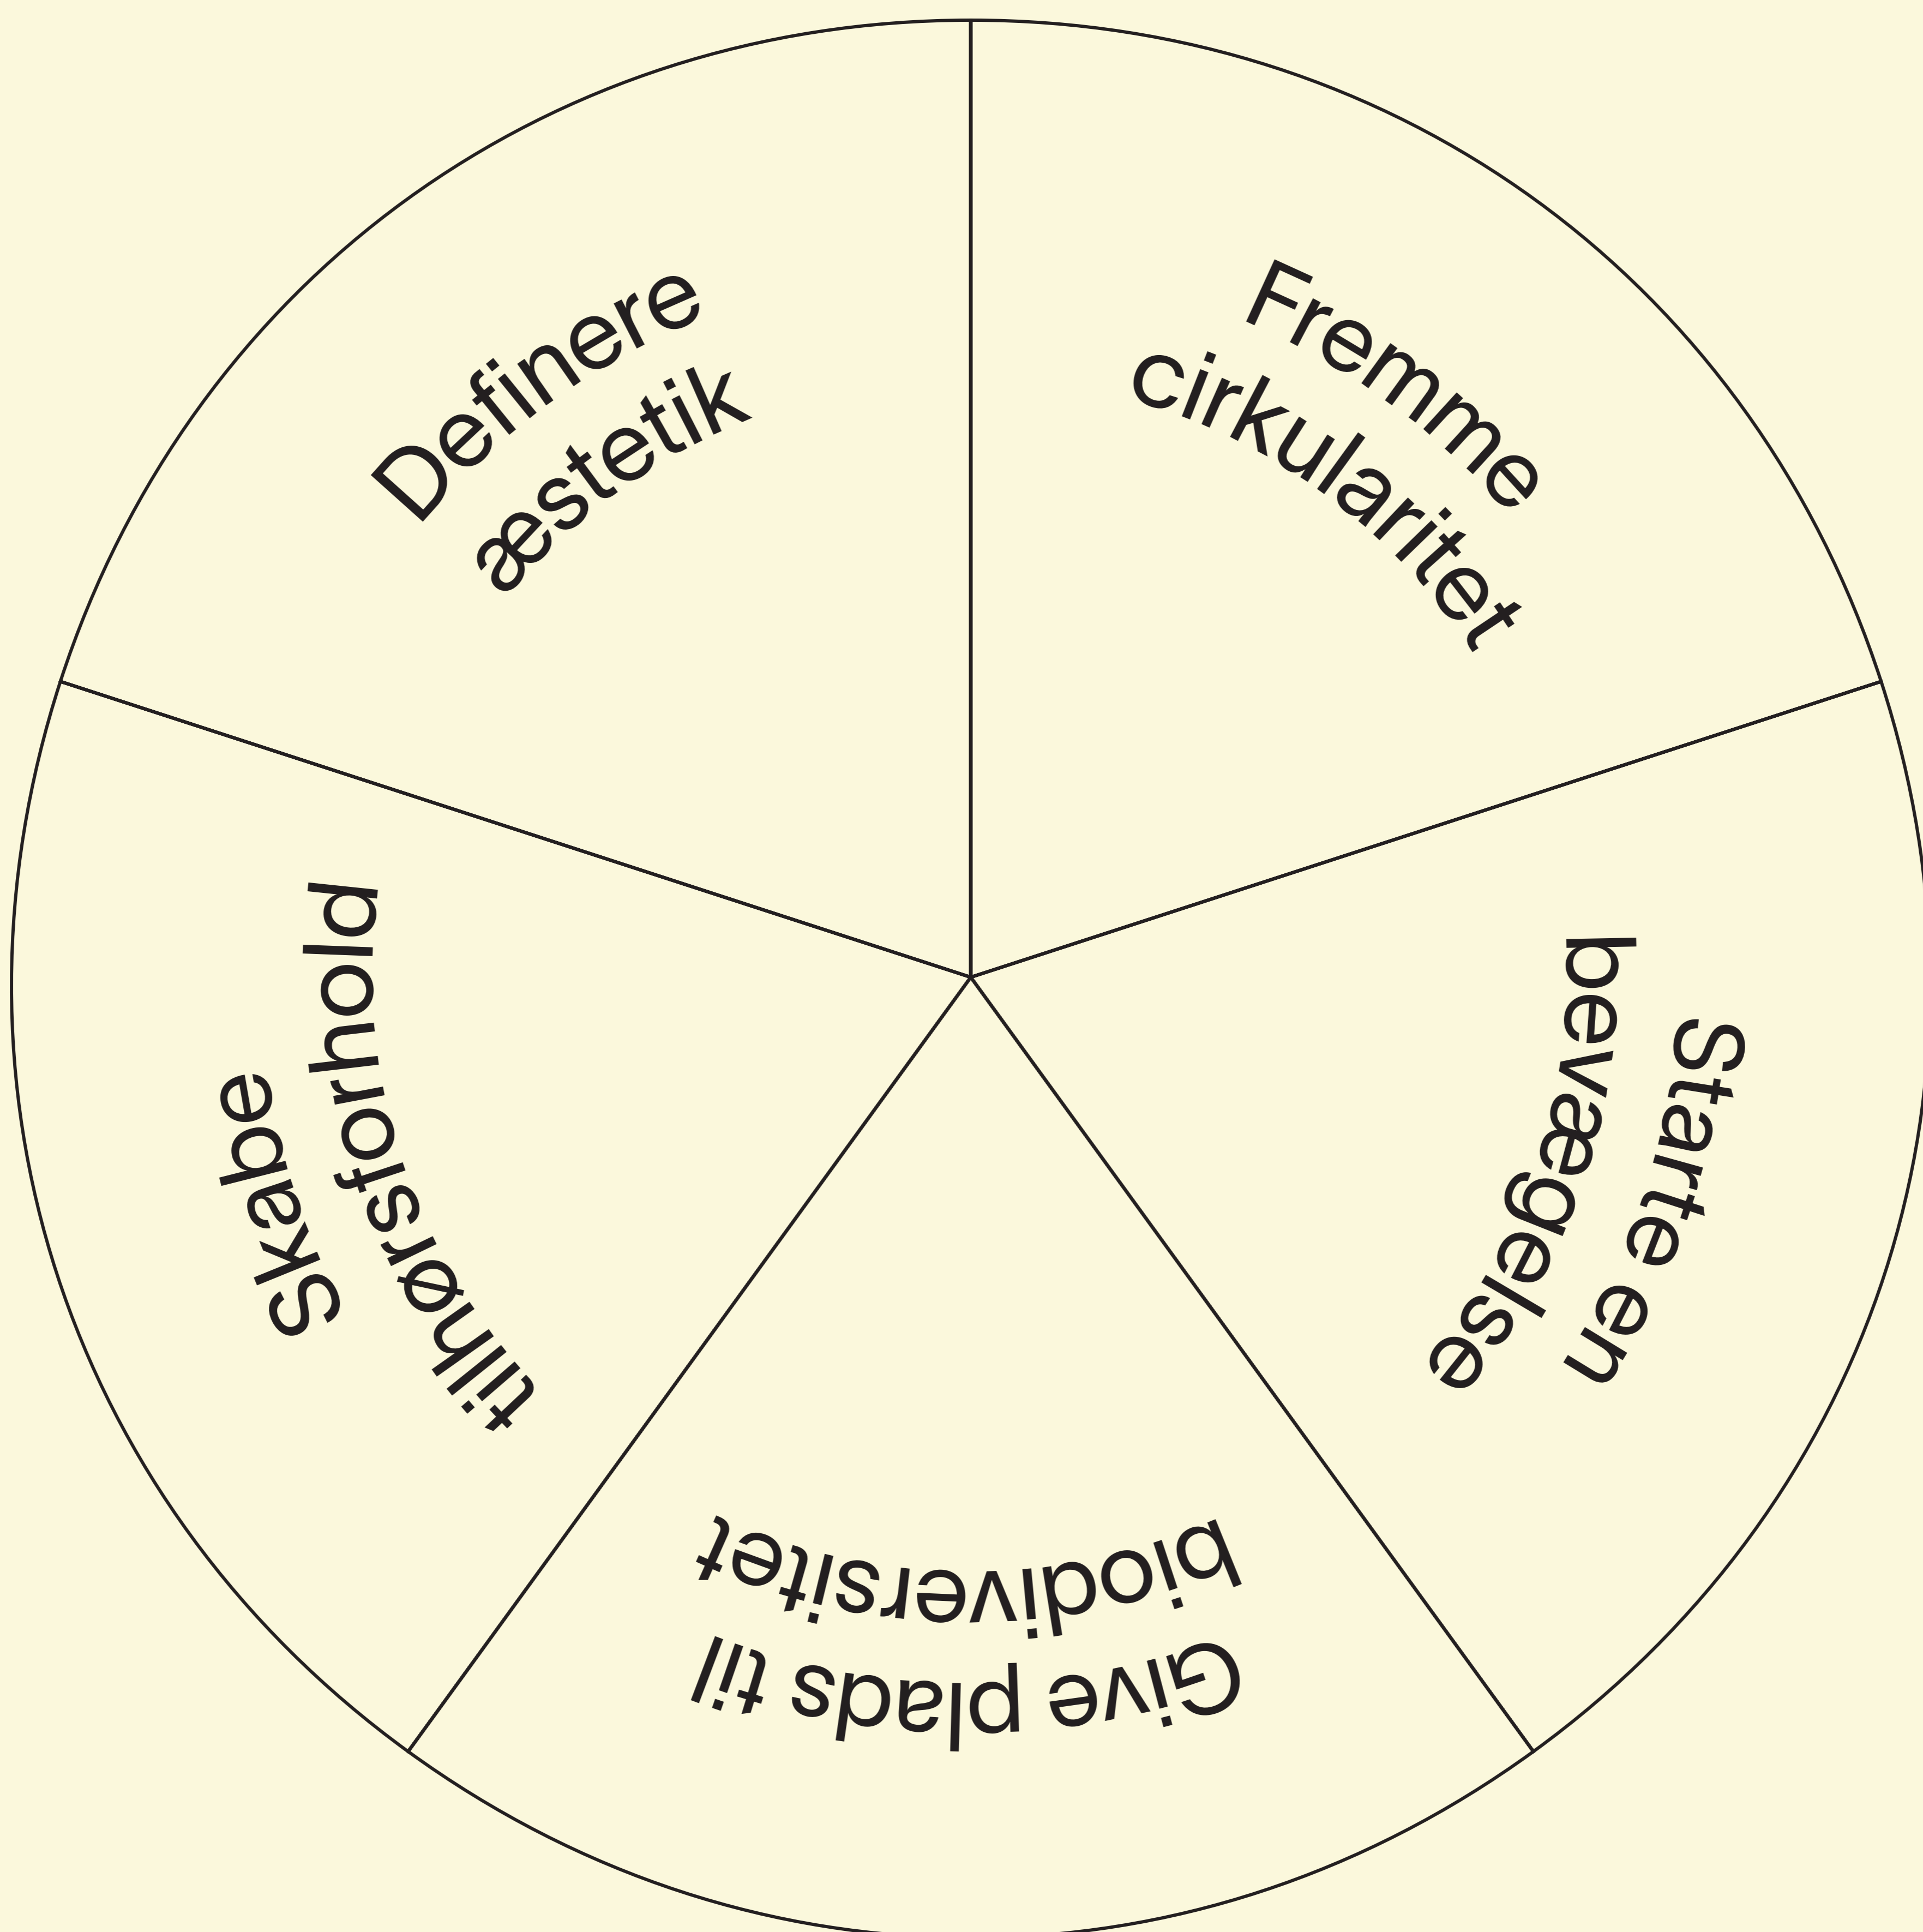 Fremme
cirkularitet
Starte en
bevægelse
Give plads til
biodiversitet
Skabe
tilhørsforhold
Definere
æstetik